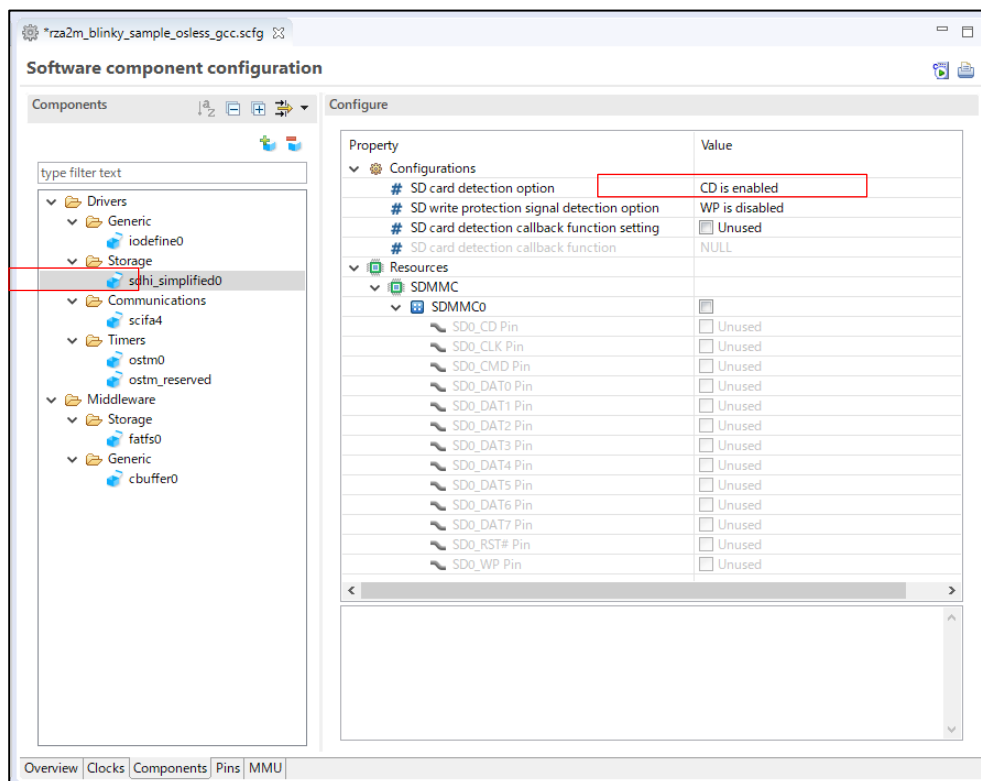 *rza2m_blinky_sample_osless_gcc.scfg
Software component configuration
Components
Configure
type filter text
Drivers
Generic
iodefine0
Storage
sdhi_simplified0
Communications
scifa4
Timers
ostm0
ostm_reserved
Middleware
Storage
fatfs0
Generic
cbuffer0
Property Value
Configurations
# SD card detection option CD is enabled
# SD write protection signal detection option WP is disabled
# SD card detection callback function setting Unused
# SD card detection callback function NULL
Resources
SDMMC
SDMMC0
SD0_CD Pin Unused
SD0_CLK Pin Unused
SD0_CMD Pin Unused
SD0_DAT0 Pin Unused
SD0_DAT1 Pin Unused
SD0_DAT2 Pin Unused
SD0_DAT3 Pin Unused
SD0_DAT4 Pin Unused
SD0_DAT5 Pin Unused
SD0_DAT6 Pin Unused
SD0_DAT7 Pin Unused
SD0_RST# Pin Unused
SD0_WP Pin Unused
Overview Clocks Components Pins MMU